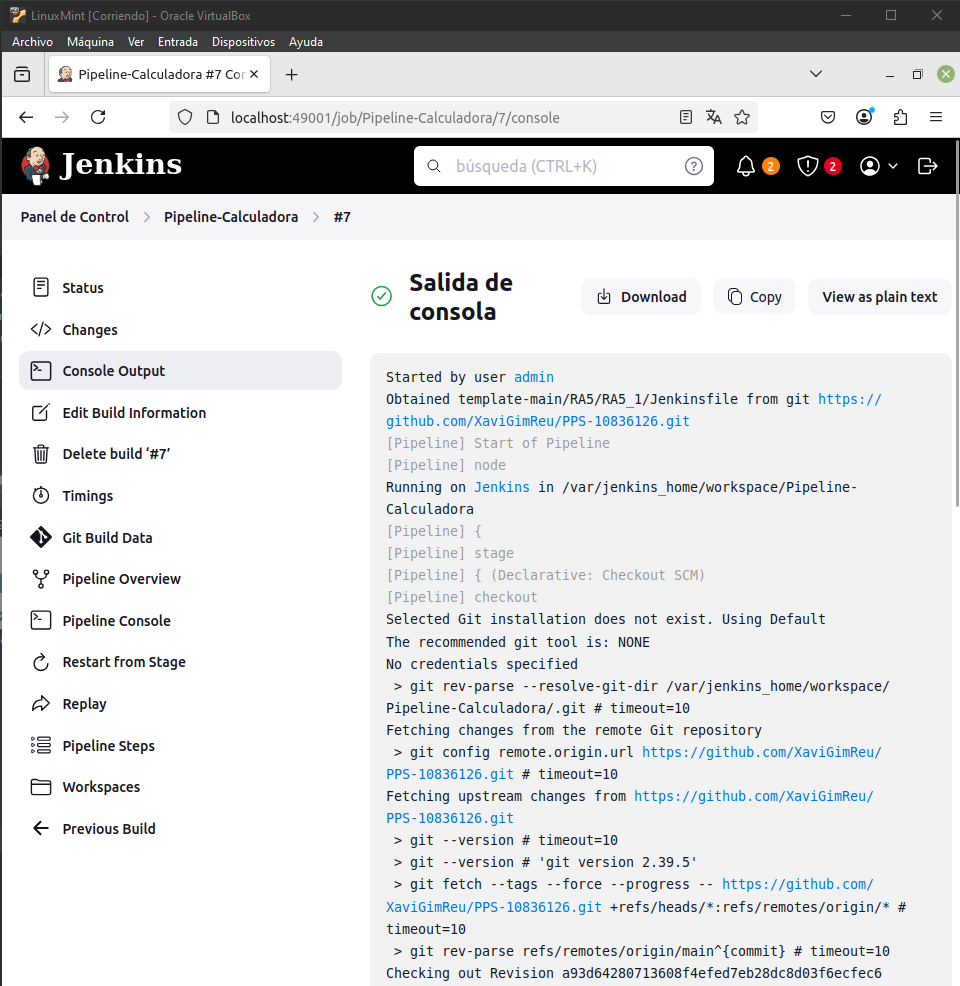 LinuxMint [Corriendo] - Oracle VirtualBox
Archivo Máquina Ver Entrada Dispositivos Ayuda
Pipeline-Calculadora #7 Cor
localhost:49001/job/Pipeline-Calculadora/7/console
Jenkins
búsqueda (CTRL+K)
2
2
Panel de Control > Pipeline-Calculadora > #7
Status
Changes
Console Output
Edit Build Information
Delete build ‘#7’
Timings
Git Build Data
Pipeline Overview
Pipeline Console
Restart from Stage
Replay
Pipeline Steps
Workspaces
Previous Build
Salida de
consola
Download
Copy
View as plain text
Started by user admin
Obtained template-main/RA5/RA5_1/Jenkinsfile from git https://
github.com/XaviGimReu/PPS-10836126.git
[Pipeline] Start of Pipeline
[Pipeline] node
Running on Jenkins in /var/jenkins_home/workspace/Pipeline-
Calculadora
[Pipeline] {
[Pipeline] stage
[Pipeline] { (Declarative: Checkout SCM)
[Pipeline] checkout
Selected Git installation does not exist. Using Default
The recommended git tool is: NONE
No credentials specified
 > git rev-parse --resolve-git-dir /var/jenkins_home/workspace/
Pipeline-Calculadora/.git # timeout=10
Fetching changes from the remote Git repository
 > git config remote.origin.url https://github.com/XaviGimReu/
PPS-10836126.git # timeout=10
Fetching upstream changes from https://github.com/XaviGimReu/
PPS-10836126.git
 > git --version # timeout=10
 > git --version # 'git version 2.39.5'
 > git fetch --tags --force --progress -- https://github.com/
XaviGimReu/PPS-10836126.git +refs/heads/*:refs/remotes/origin/* #
timeout=10
 > git rev-parse refs/remotes/origin/main^{commit} # timeout=10
Checking out Revision a93d64280713608f4efed7eb28dc8d03f6ecfec6